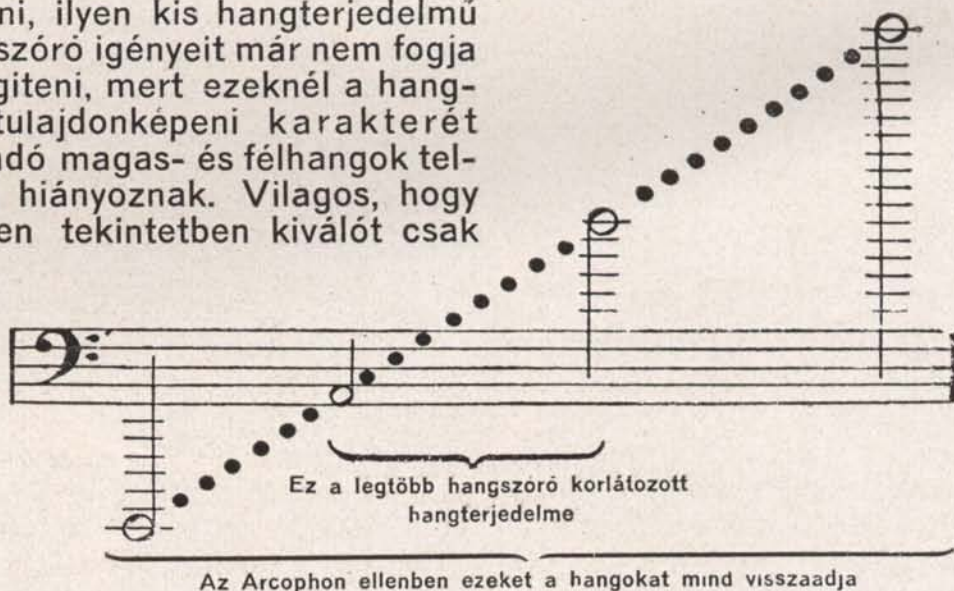 ni, ilyen kis hangterjedelmű
szóró igényeit már nem fogja
giteni, mert ezeknél a hang-
tulajdonképeni karakterét
dó magas- és félhangok tel-
hiányoznak. Vilagos, hogy
en tekintetben kiválót csak
Ez a legtöbb hangszóró korlátozott
hangterjedelme
Az Arcophon ellenben ezeket a hangokat mind visszaadja